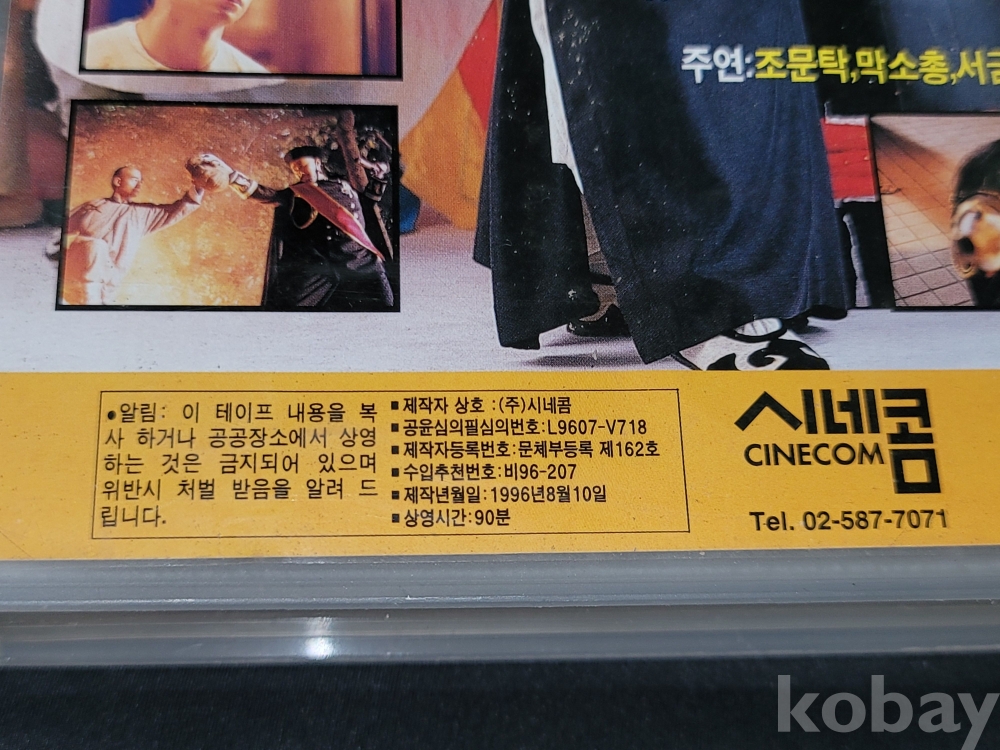 주연:조문탁,막소총,서금
●알림: 이 테이프 내용을 복
사 하거나 공공장소에서 상영
하는 것은 금지되어 있으며
위반시 처벌 받음을 알려 드
립니다.
■제작자 상호 :(주)시네콤
■공윤심의필심의번호:L9607-V718
■제작자등록번호:문체부등록 제162호
■수입추천번호:비96-207
■제작년월일:1996년8월10일
■상영시간:90분
시네콤
CINECOM
Tel. 02-587-7071
kobay